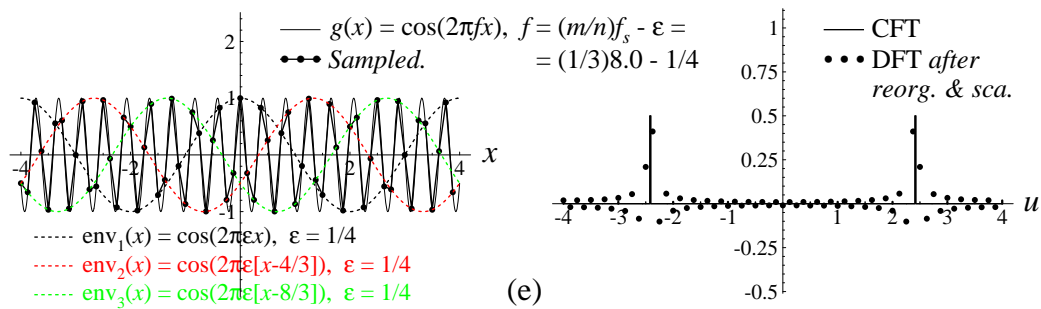 g(x) = cos(2πfx), f = (m/n)f_s - ε =
Sampled. = (1/3)8.0 - 1/4
2
1
-1
-4 -2 2 4 x
env_1(x) = cos(2πεx), ε = 1/4
env_2(x) = cos(2πε[x-4/3]), ε = 1/4
env_3(x) = cos(2πε[x-8/3]), ε = 1/4
(e)
CFT
DFT after
reorg. & sca.
1
0.75
0.5
0.25
-0.25
-0.5
-4 -3 -2 -1 1 2 3 4 u